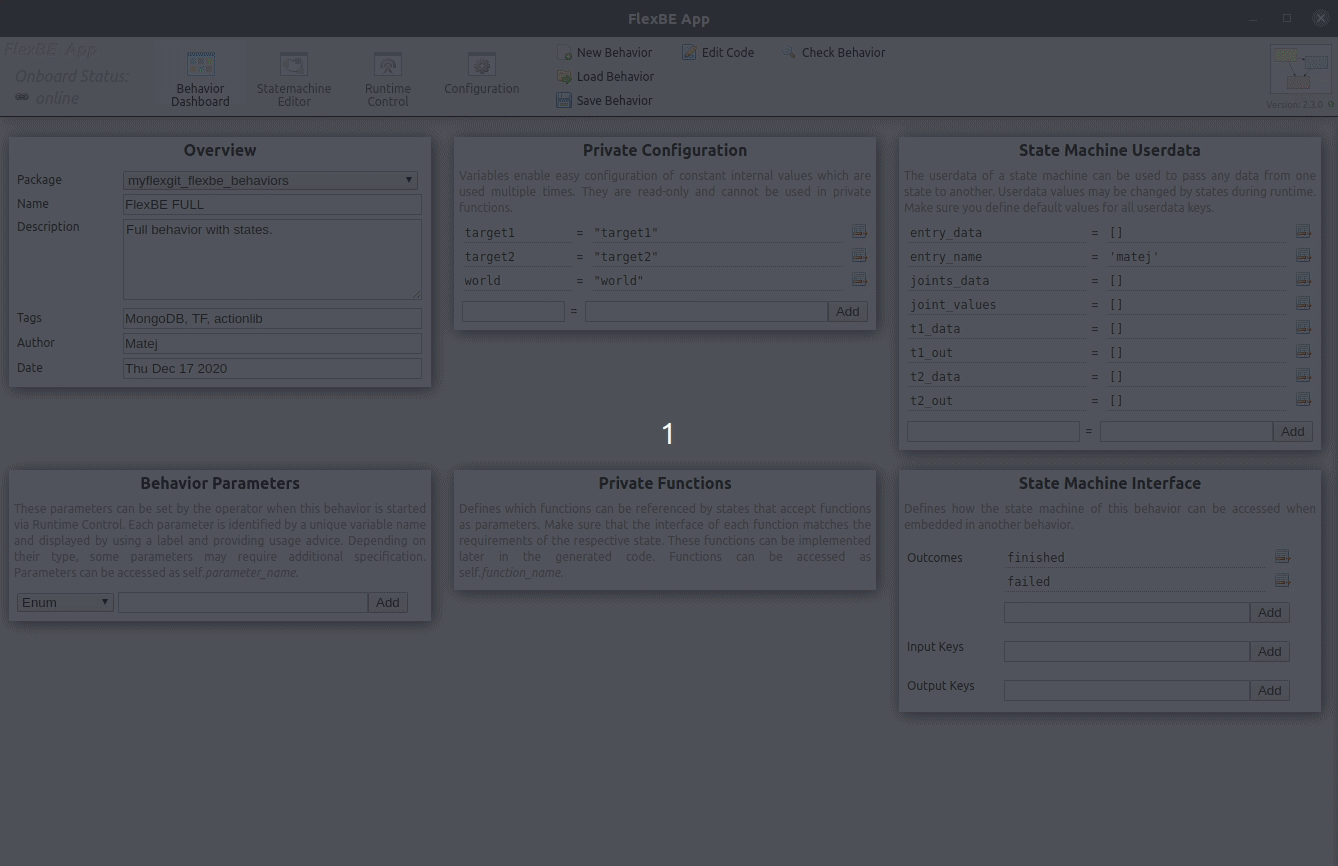 FlexBE App
FlexBE App
Onboard Status:
online
Behavior
Dashboard
Statemachine
Editor
Runtime
Control
Configuration
New Behavior
Load Behavior
Save Behavior
Edit Code
Check Behavior
Version: 2.3.0
Overview
Package
myflexgit_flexbe_behaviors
Name
FlexBE FULL
Description
Full behavior with states.
Tags
MongoDB, TF, actionlib
Author
Matej
Date
Thu Dec 17 2020
Private Configuration
Variables enable easy configuration of constant internal values which are
used multiple times. They are read-only and cannot be used in private
functions.
target1 = "target1"
target2 = "target2"
world = "world"
= Add
State Machine Userdata
The userdata of a state machine can be used to pass any data from one
state to another. Userdata values may be changed by states during runtime.
Make sure you define default values for all userdata keys.
entry_data = []
entry_name = 'matej'
joints_data = []
joint_values = []
t1_data = []
t1_out = []
t2_data = []
t2_out = []
= Add
1
Behavior Parameters
These parameters can be set by the operator when this behavior is started
via Runtime Control. Each parameter is identified by a unique variable name
and displayed by using a label and providing usage advice. Depending on
their type, some parameters may require additional specification.
Parameters can be accessed as self.parameter_name.
Enum Add
Private Functions
Defines which functions can be referenced by states that accept functions
as parameters. Make sure that the interface of each function matches the
requirements of the respective state. These functions can be implemented
later in the generated code. Functions can be accessed as
self.function_name.
State Machine Interface
Defines how the state machine of this behavior can be accessed when
embedded in another behavior.
Outcomes
finished
failed
Add
Input Keys
Add
Output Keys
Add